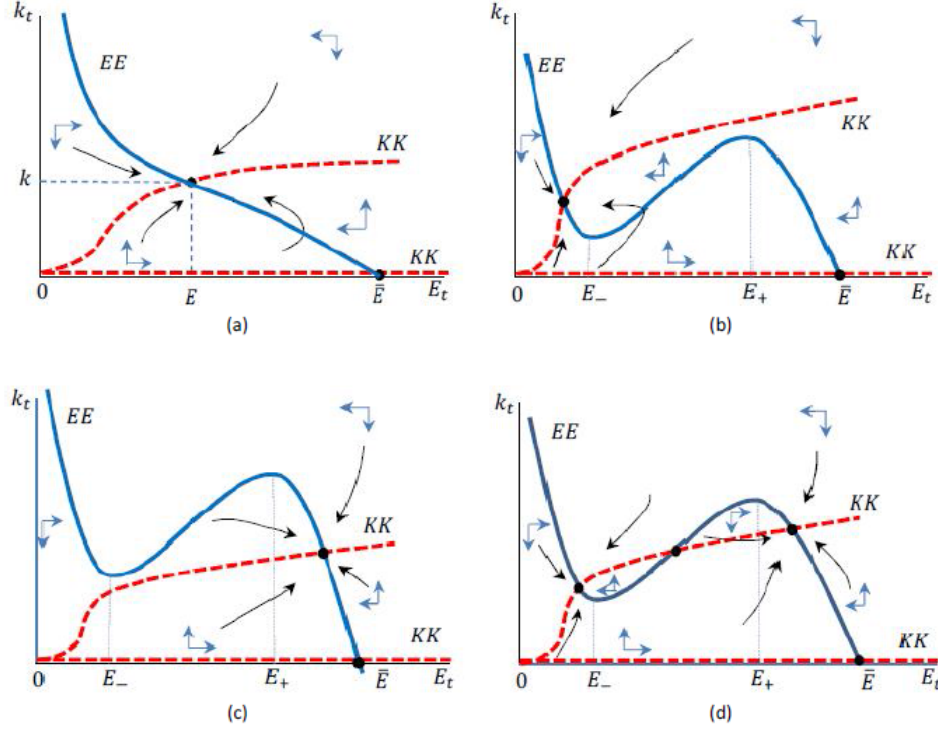 k_t
EE
KK
k
KK
0
E
Ē
E_t
(a)
k_t
EE
KK
KK
0
E_−
E_+
Ē
E_t
(b)
k_t
EE
KK
KK
0
E_−
E_+
Ē
E_t
(c)
k_t
EE
KK
KK
0
E_−
E_+
Ē
E_t
(d)